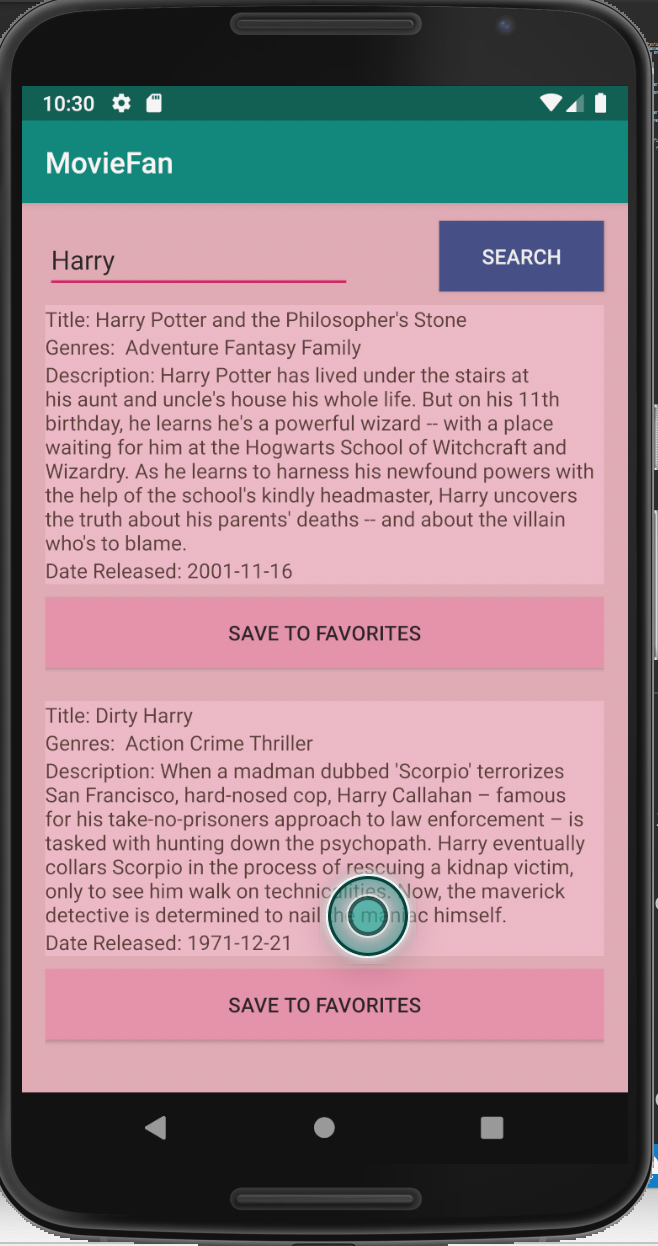 10:30
MovieFan
Harry
SEARCH
Title: Harry Potter and the Philosopher's Stone
Genres:  Adventure Fantasy Family
Description: Harry Potter has lived under the stairs at
his aunt and uncle's house his whole life. But on his 11th
birthday, he learns he's a powerful wizard -- with a place
waiting for him at the Hogwarts School of Witchcraft and
Wizardry. As he learns to harness his newfound powers with
the help of the school's kindly headmaster, Harry uncovers
the truth about his parents' deaths -- and about the villain
who's to blame.
Date Released: 2001-11-16
SAVE TO FAVORITES
Title: Dirty Harry
Genres:  Action Crime Thriller
Description: When a madman dubbed 'Scorpio' terrorizes
San Francisco, hard-nosed cop, Harry Callahan – famous
for his take-no-prisoners approach to law enforcement – is
tasked with hunting down the psychopath. Harry eventually
collars Scorpio in the process of rescuing a kidnap victim,
only to see him walk on technicalities. Now, the maverick
detective is determined to nail the maniac himself.
Date Released: 1971-12-21
SAVE TO FAVORITES